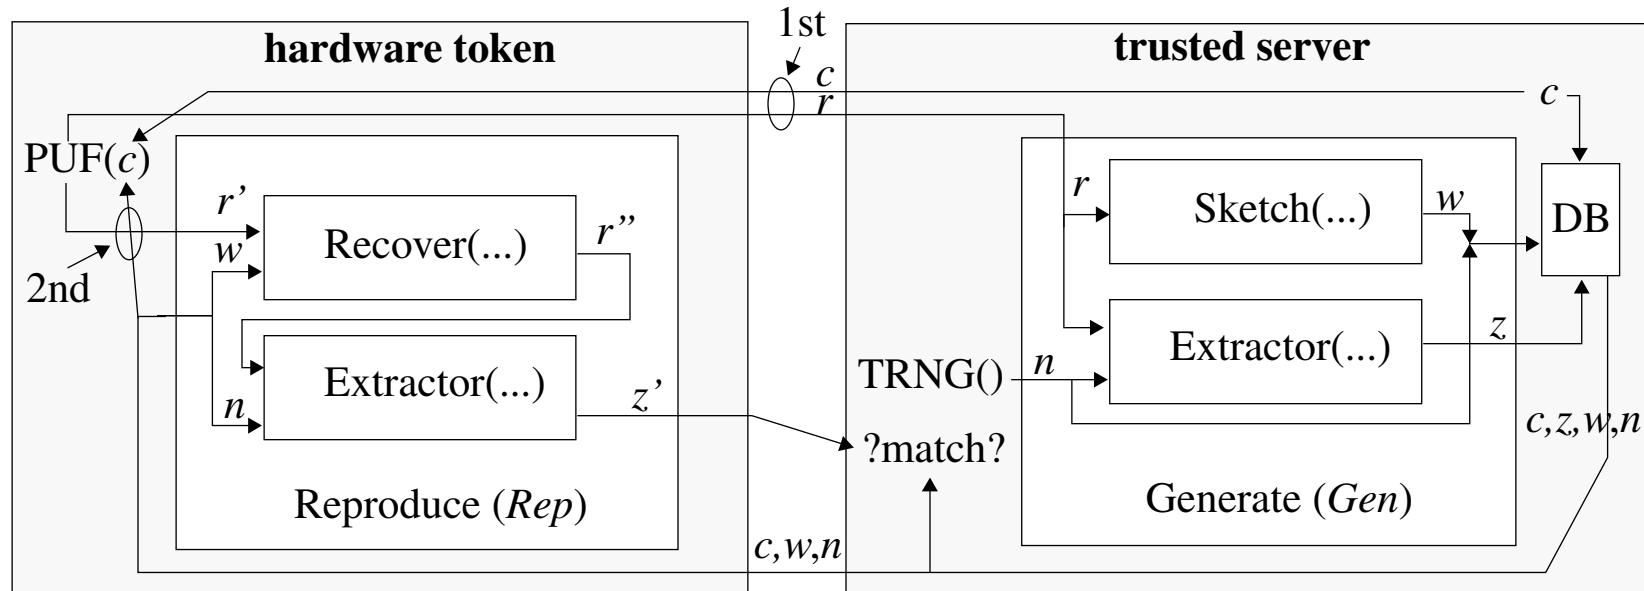 1st
hardware token
trusted server
c
r
c
PUF(c)
r’
w
Recover(...)
r”
2nd
Extractor(...)
n
z’
Reproduce (Rep)
c,w,n
r
Sketch(...)
w
DB
Extractor(...)
z
TRNG()
n
?match?
c,z,w,n
Generate (Gen)